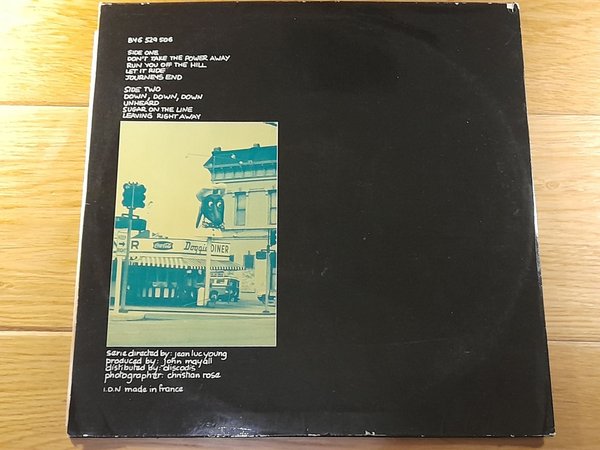 BYG 529 506
SIDE ONE
DON'T TAKE THE POWER AWAY
RUN YOU OFF THE HILL
LET IT RIDE
JOURNEYS END
SIDE TWO
DOWN, DOWN, DOWN
UNHEARD
SUGAR ON THE LINE
LEAVING RIGHT AWAY
R Coca-Cola Doggie DINER
serie directed by: jean luc young
produced by: john mayall
distributed by: discodis
photographer: christian rose
I.D.N made in france